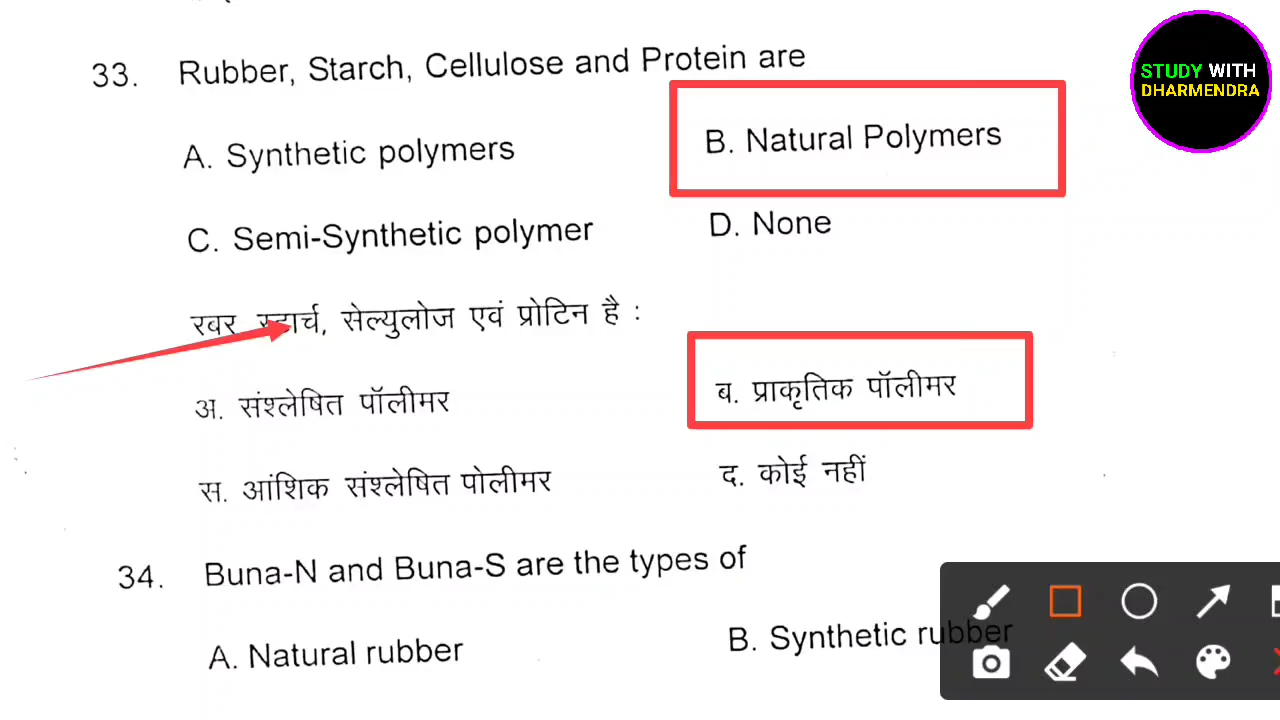 STUDY WITH
DHARMENDRA
33. Rubber, Starch, Cellulose and Protein are
A. Synthetic polymers B. Natural Polymers
C. Semi-Synthetic polymer D. None
रवर स्टार्च, सेल्युलोज एवं प्रोटिन है :
अ. संश्लेषित पॉलीमर ब. प्राकृतिक पॉलीमर
स. आंशिक संश्लेषित पोलीमर द. कोई नहीं
34. Buna-N and Buna-S are the types of
A. Natural rubber B. Synthetic rubber